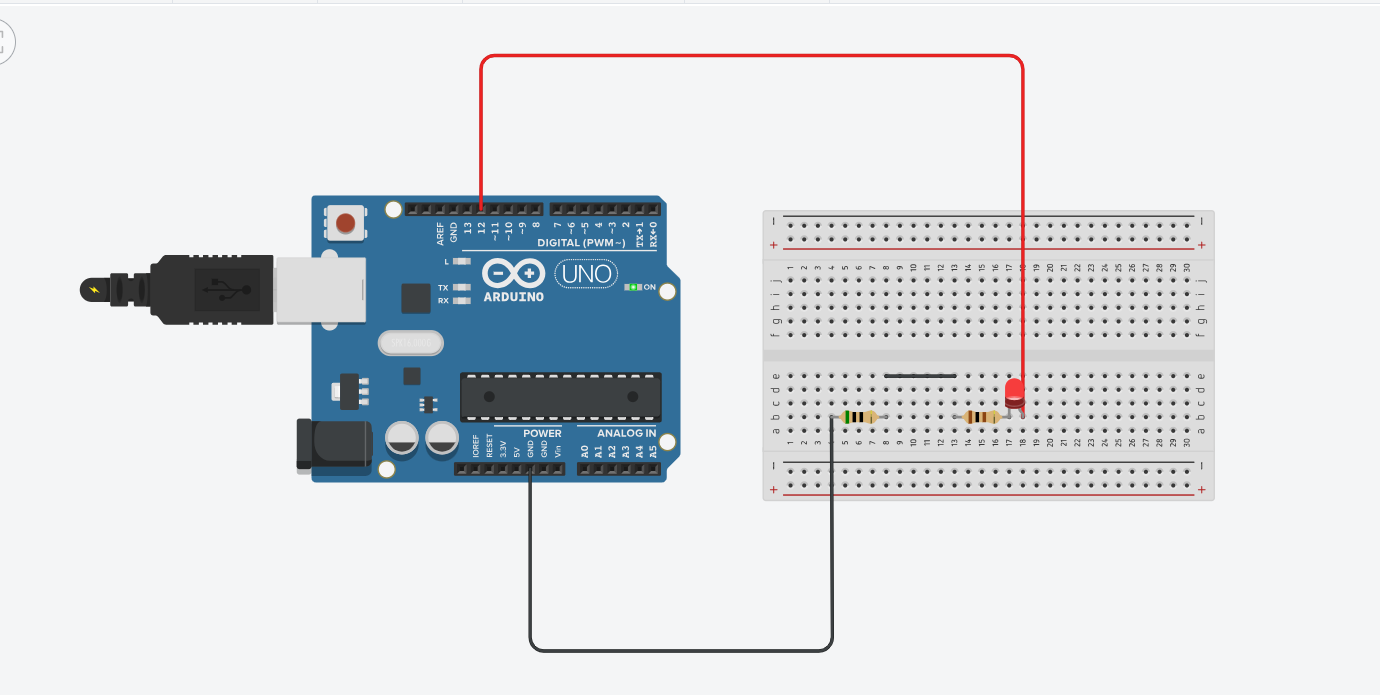 AREF GND 13 12 ~11 ~10 ~9 8 7 ~6 ~5 4 ~3 2 TX→1 RX←0
DIGITAL (PWM ~)
L
TX
RX
UNO
ON
ARDUINO
POWER
ANALOG IN
IOREF RESET 3.3V 5V GND GND Vin A0 A1 A2 A3 A4 A5
1 2 3 4 5 6 7 8 9 10 11 12 13 14 15 16 17 18 19 20 21 22 23 24 25 26 27 28 29 30
j j
i i
h h
g g
f f
e e
d d
c c
b b
a a
1 2 3 4 5 6 7 8 9 10 11 12 13 14 15 16 17 18 19 20 21 22 23 24 25 26 27 28 29 30